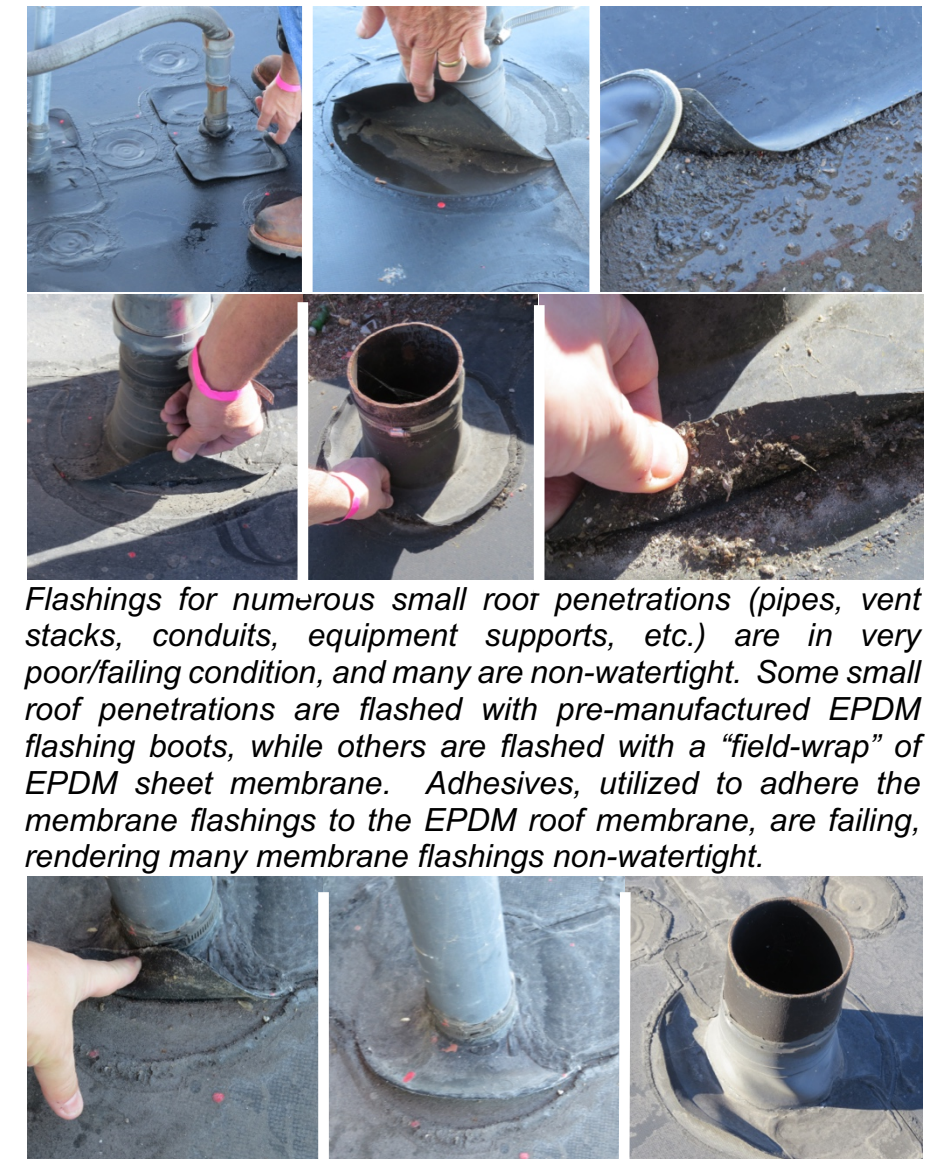 Flashings for numerous small roof penetrations (pipes, vent
stacks, conduits, equipment supports, etc.) are in very
poor/failing condition, and many are non-watertight.  Some small
roof penetrations are flashed with pre-manufactured EPDM
flashing boots, while others are flashed with a “field-wrap” of
EPDM sheet membrane.  Adhesives, utilized to adhere the
membrane flashings to the EPDM roof membrane, are failing,
rendering many membrane flashings non-watertight.